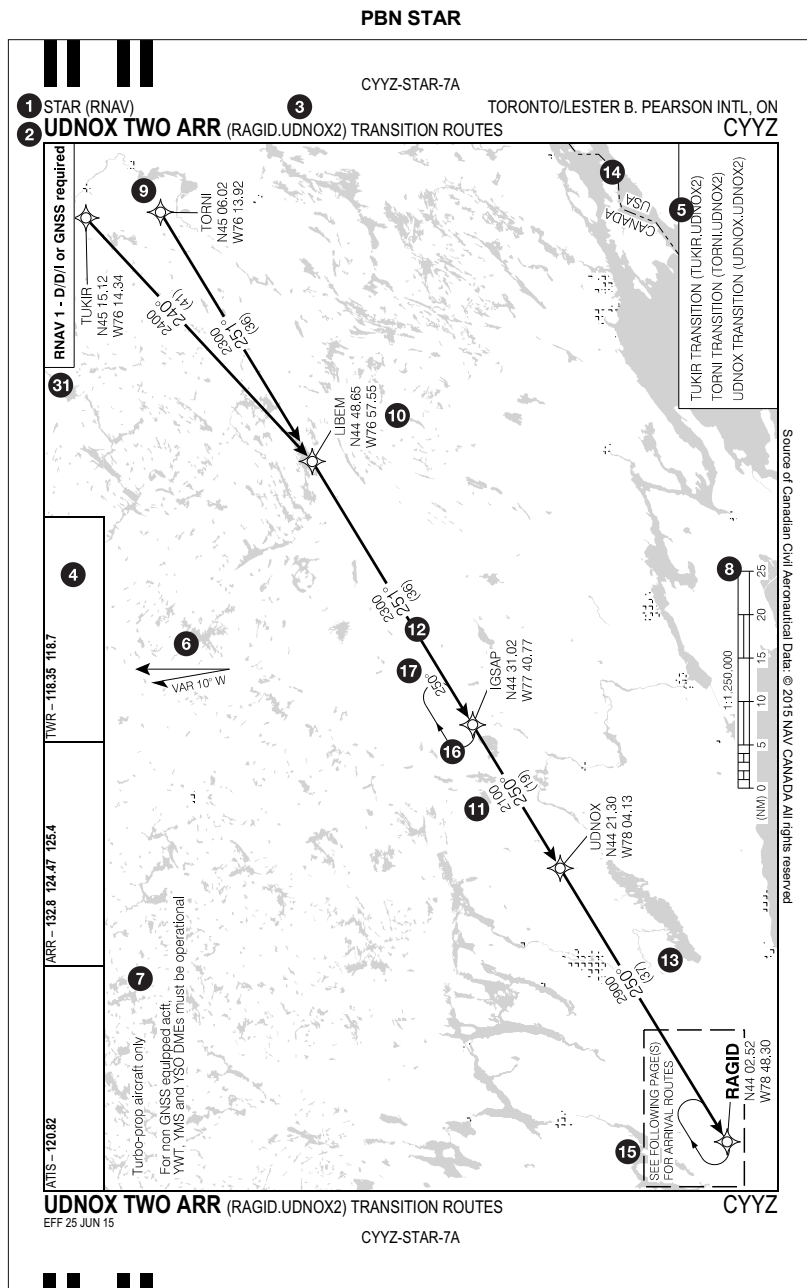 PBN STAR
CYYZ-STAR-7A
1 STAR (RNAV)
3
TORONTO/LESTER B. PEARSON INTL, ON
2 UDNOX TWO ARR (RAGID.UDNOX2) TRANSITION ROUTES
CYYZ
RNAV 1 - D/D/I or GNSS required
31
4
TWR – 118.35 118.7
ARR – 132.8 124.47 125.4
ATIS – 120.82
5
TUKIR TRANSITION (TUKIR.UDNOX2)
TORNI TRANSITION (TORNI.UDNOX2)
UDNOX TRANSITION (UDNOX.UDNOX2)
14
CANADA
USA
9
TORNI
N45 06.02
W76 13.92
TUKIR
N45 15.12
W76 14.34
2400
240°
(41)
2300
251°
(36)
LIBEM
N44 48.65
W76 57.55
10
2300
251°
(36)
12
17
250°
16
IGSAP
N44 31.02
W77 40.77
11
2100
250°
(19)
UDNOX
N44 21.30
W78 04.13
13
2900
250°
(37)
6
VAR 10° W
7
Turbo-prop aircraft only
For non GNSS equipped acft,
YWT, YMS and YSO DMEs must be operational
8
1:1,250,000
(NM) 0 5 10 15 20 25
15
SEE FOLLOWING PAGE(S)
FOR ARRIVAL ROUTES
RAGID
N44 02.52
W78 48.30
Source of Canadian Civil Aeronautical Data: © 2015 NAV CANADA All rights reserved
UDNOX TWO ARR (RAGID.UDNOX2) TRANSITION ROUTES
CYYZ
EFF 25 JUN 15
CYYZ-STAR-7A